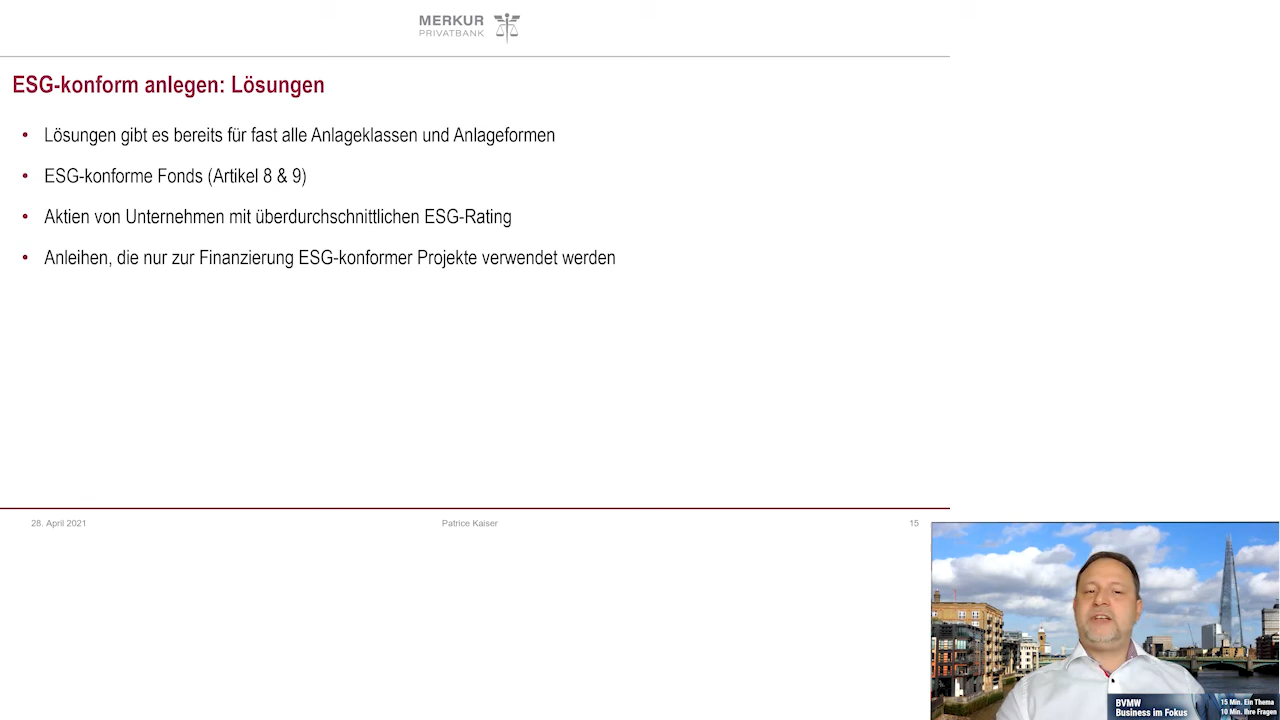 MERKUR
PRIVATBANK
ESG-konform anlegen: Lösungen
• Lösungen gibt es bereits für fast alle Anlageklassen und Anlageformen
• ESG-konforme Fonds (Artikel 8 & 9)
• Aktien von Unternehmen mit überdurchschnittlichen ESG-Rating
• Anleihen, die nur zur Finanzierung ESG-konformer Projekte verwendet werden
28. April 2021
Patrice Kaiser
15
BVMW
Business im Fokus
15 Min. Ein Thema
10 Min. Ihre Fragen